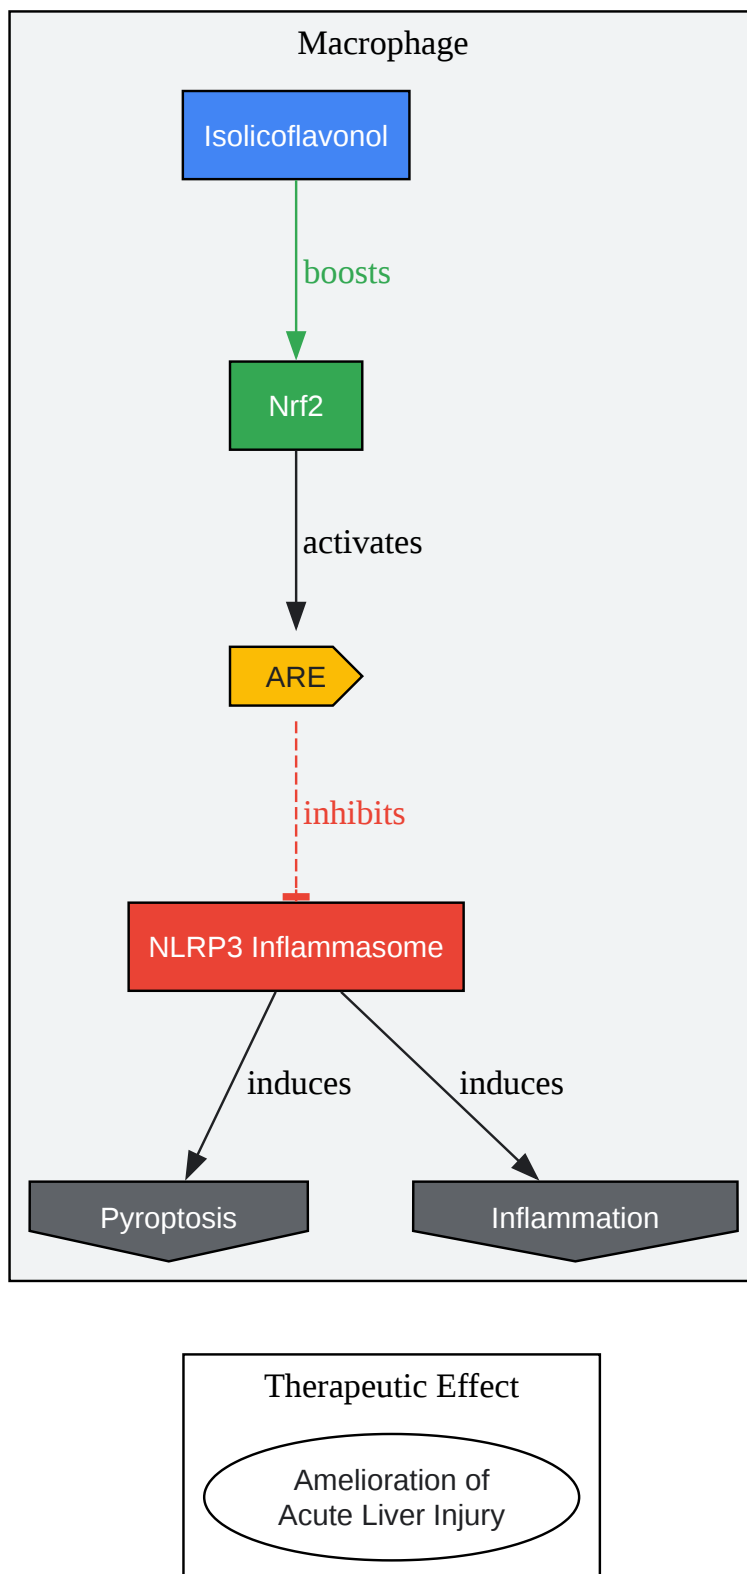 Macrophage
Isolicoflavonol
boosts
Nrf2
activates
ARE
inhibits
NLRP3 Inflammasome
induces
induces
Pyroptosis
Inflammation
Therapeutic Effect
Amelioration of
Acute Liver Injury